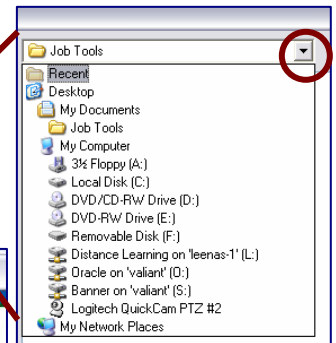 Job Tools
Recent
Desktop
My Documents
Job Tools
My Computer
3½ Floppy (A:)
Local Disk (C:)
DVD/CD-RW Drive (D:)
DVD-RW Drive (E:)
Removable Disk (F:)
Distance Learning on 'leenas-1' (L:)
Oracle on 'valiant' (O:)
Banner on 'valiant' (S:)
Logitech QuickCam PTZ #2
My Network Places